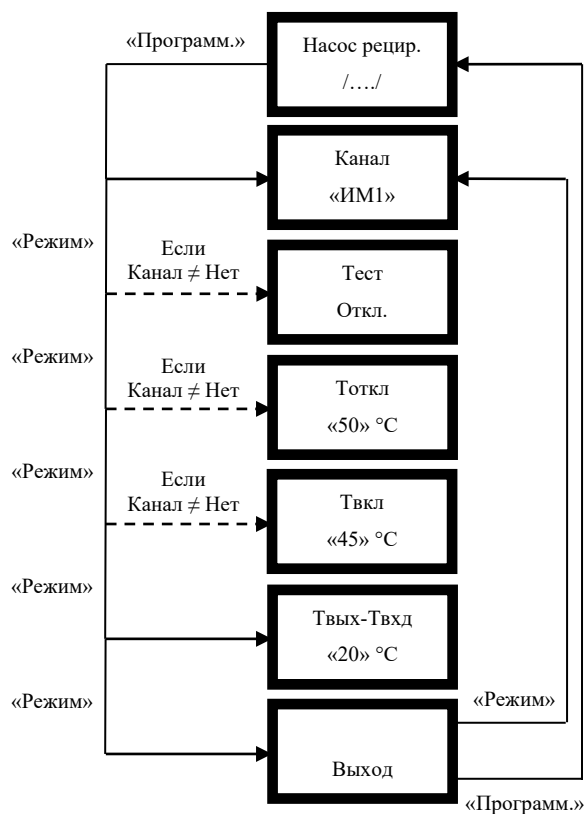 «Программ.»
Насос рецир.
/…./
Канал
«ИМ1»
«Режим»
Если
Канал ≠ Нет
Тест
Откл.
«Режим»
Если
Канал ≠ Нет
Тоткл
«50» °С
«Режим»
Если
Канал ≠ Нет
Твкл
«45» °С
«Режим»
Твых-Твхд
«20» °С
«Режим»
«Режим»
Выход
«Программ.»